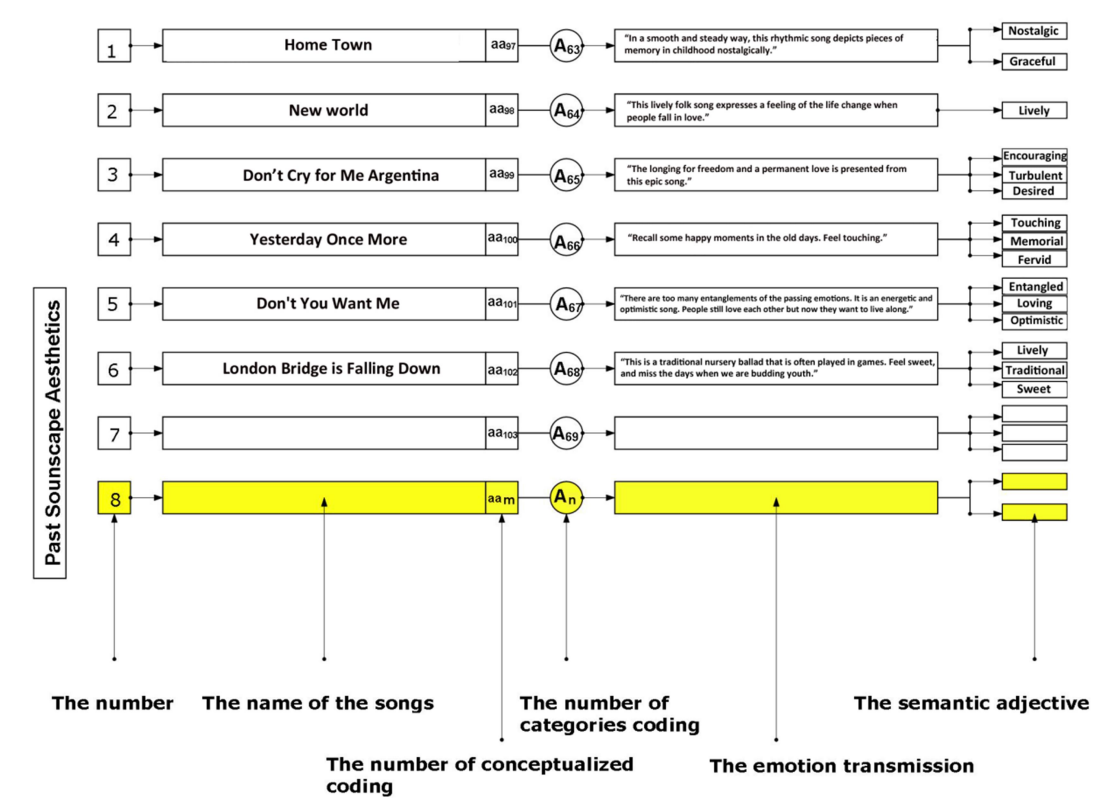 1
Home Town
aa97
A63
"In a smooth and steady way, this rhythmic song depicts pieces of
memory in childhood nostalgically."
Nostalgic
Graceful
2
New world
aa98
A64
"This lively folk song expresses a feeling of the life change when
people fall in love."
Lively
3
Don't Cry for Me Argentina
aa99
A65
"The longing for freedom and a permanent love is presented from
this epic song."
Encouraging
Turbulent
Desired
4
Yesterday Once More
aa100
A66
"Recall some happy moments in the old days. Feel touching."
Touching
Memorial
Fervid
5
Don't You Want Me
aa101
A67
"There are too many entanglements of the passing emotions. It is an energetic and
optimistic song. People still love each other but now they want to live along."
Entangled
Loving
Optimistic
6
London Bridge is Falling Down
aa102
A68
"This is a traditional nursery ballad that is often played in games. Feel sweet,
and miss the days when we are budding youth."
Lively
Traditional
Sweet
7
aa103
A69
8
aam
An
Past Sounscape Aesthetics
The number
The name of the songs
The number of
categories coding
The semantic adjective
The number of conceptualized
coding
The emotion transmission